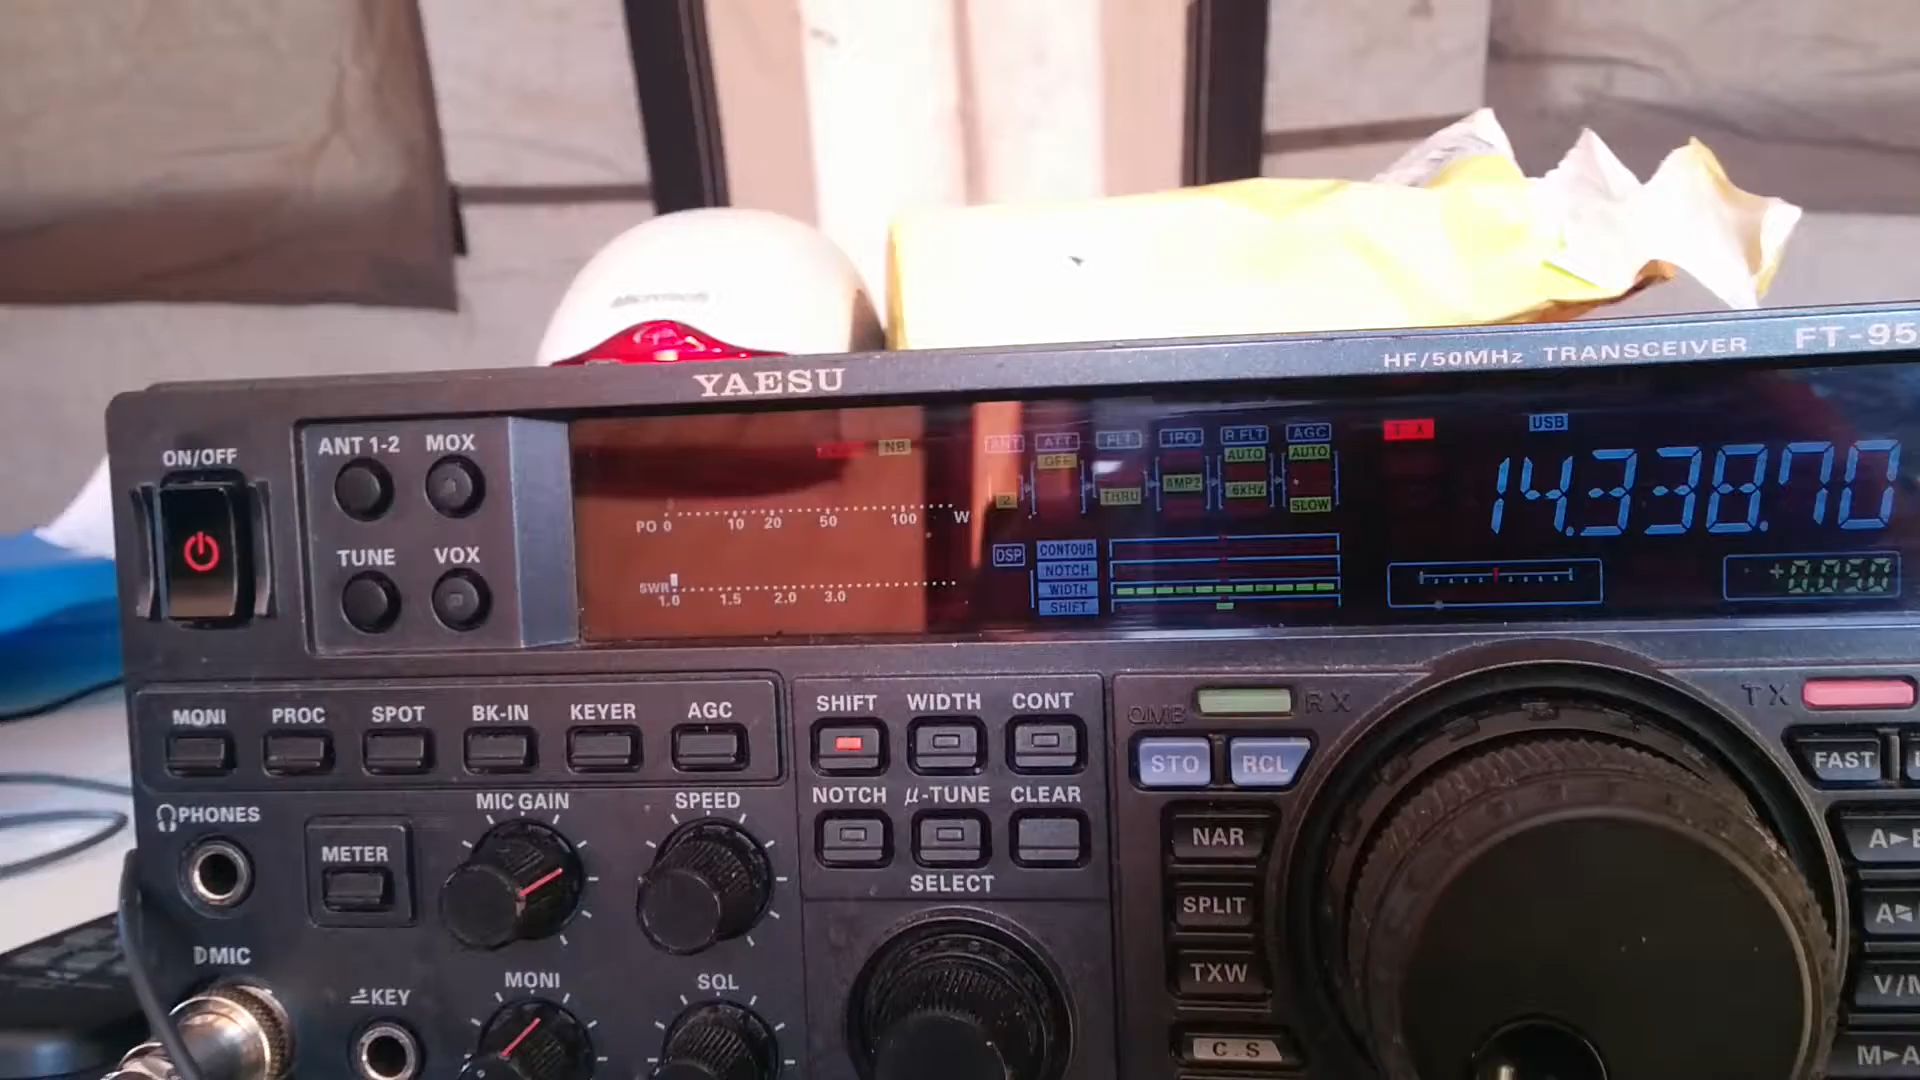 Microsoft
YAESU
HF/50MHz TRANSCEIVER FT-95
ON/OFF
ANT 1-2 MOX
TUNE VOX
NB
ANT ATT FLT IPO R.FLT AGC
OFF AUTO AUTO
2 THRU AMP2 6kHz SLOW
TX USB
14.338.70
PO 0 10 20 50 100 W
SWR
1.0 1.5 2.0 3.0
DSP CONTOUR
NOTCH
WIDTH
SHIFT
+0.050
MONI PROC SPOT BK-IN KEYER AGC
SHIFT WIDTH CONT
NOTCH µ-TUNE CLEAR
SELECT
QMB RX
STO RCL
TX
FAST
PHONES
METER
MIC GAIN SPEED
MIC
KEY
MONI SQL
NAR
SPLIT
TXW
C.S
A►
A
V/M
M►A